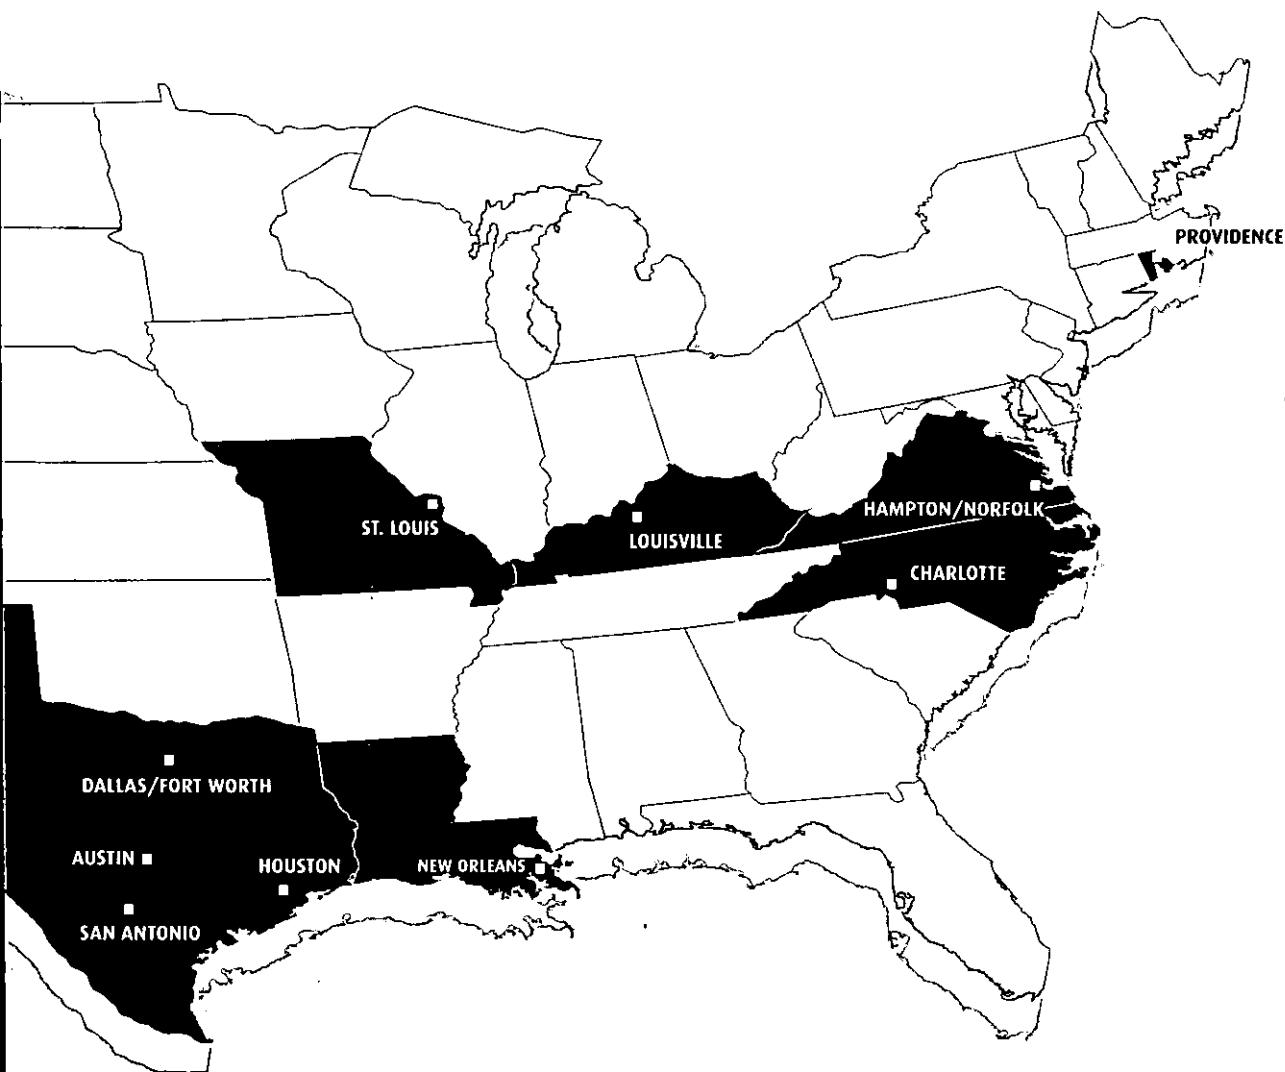 PROVIDENCE
ST. LOUIS
LOUISVILLE
HAMPTON/NORFOLK
CHARLOTTE
DALLAS/FORT WORTH
AUSTIN
HOUSTON
NEW ORLEANS
SAN ANTONIO